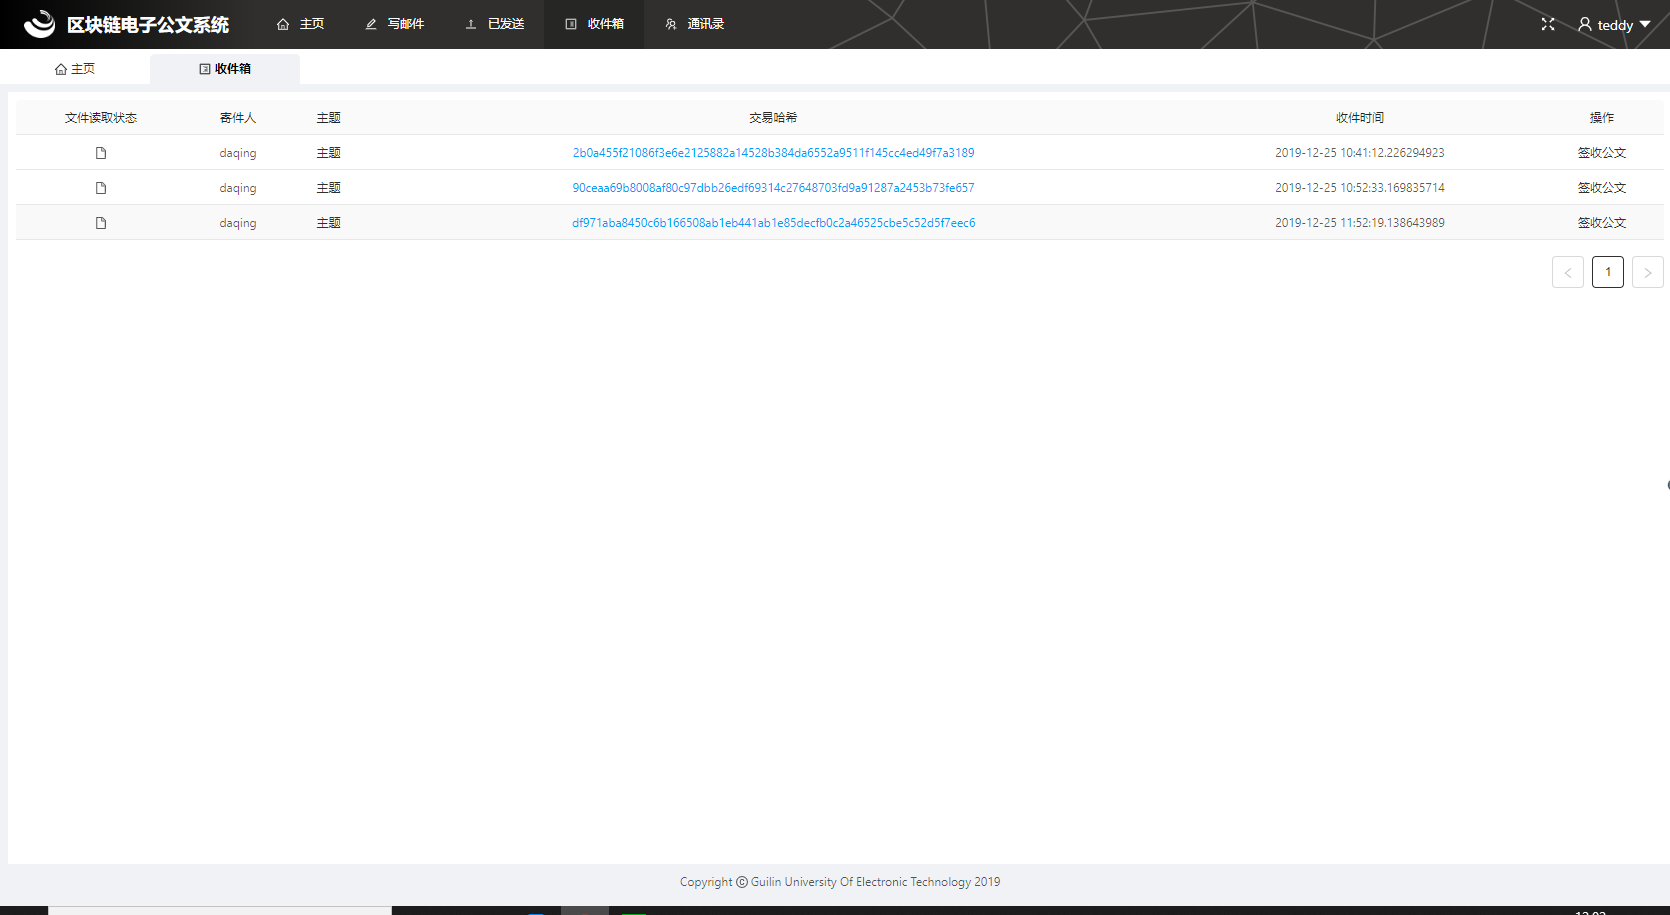 区块链电子公文系统 主页 写邮件 已发送 收件箱 通讯录 teddy
主页 收件箱
文件读取状态 寄件人 主题 交易哈希 收件时间 操作
daqing 主题 2b0a455f21086f3e6e2125882a14528b384da6552a9511f145cc4ed49f7a3189 2019-12-25 10:41:12.226294923 签收公文
daqing 主题 90ceaa69b8008af80c97dbb26edf69314c27648703fd9a91287a2453b73fe657 2019-12-25 10:52:33.169835714 签收公文
daqing 主题 df971aba8450c6b166508ab1eb441ab1e85decfb0c2a46525cbe5c52d5f7eec6 2019-12-25 11:52:19.138643989 签收公文
< 1 >
Copyright © Guilin University Of Electronic Technology 2019